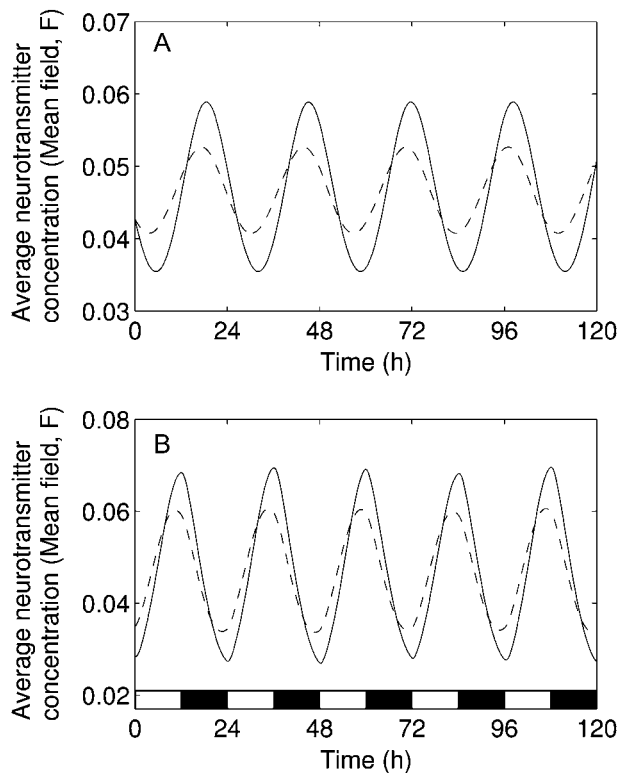 A
Average neurotransmitter
concentration (Mean field, F)
0.07
0.06
0.05
0.04
0.03
0 24 48 72 96 120
Time (h)
B
Average neurotransmitter
concentration (Mean field, F)
0.08
0.06
0.04
0.02
0 24 48 72 96 120
Time (h)